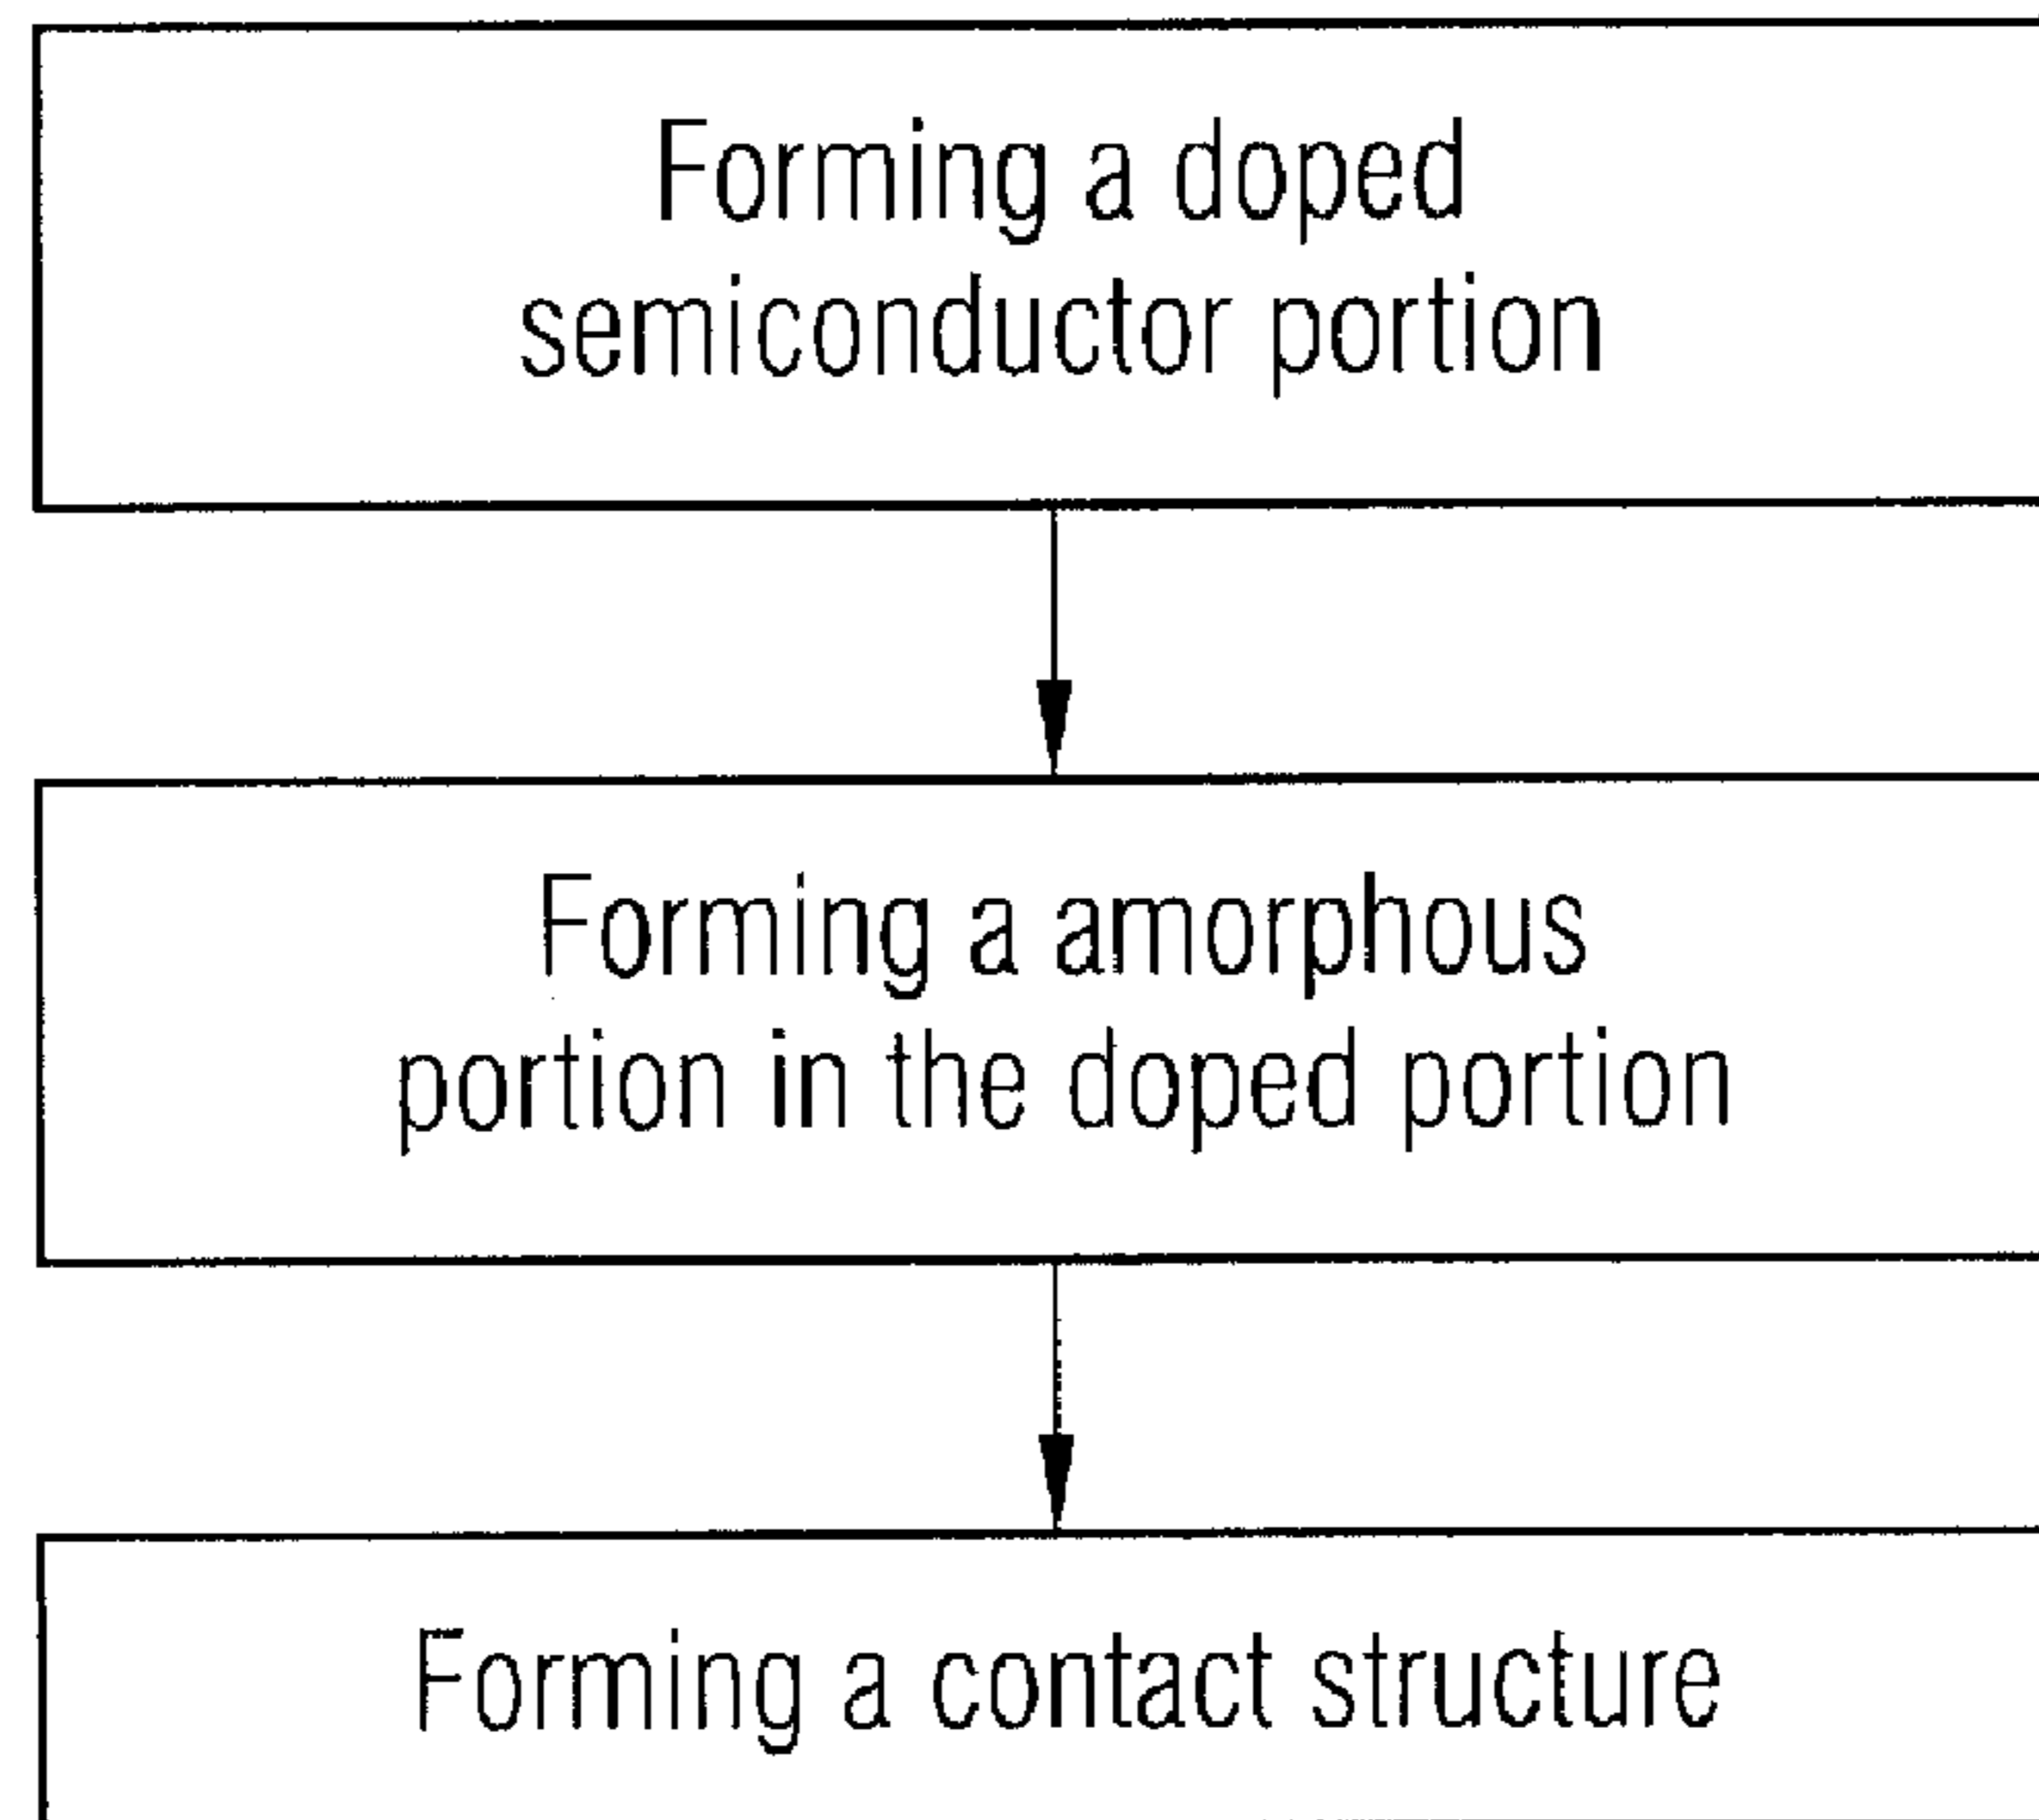 Forming a doped
semiconductor portion
Forming a amorphous
portion in the doped portion
Forming a contact structure